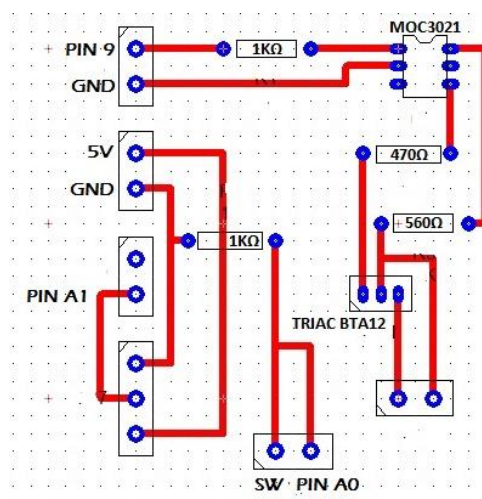 MOC3021
PIN 9
1KΩ
GND
5V
470Ω
GND
560Ω
1KΩ
PIN A1
TRIAC BTA12
SW PIN A0